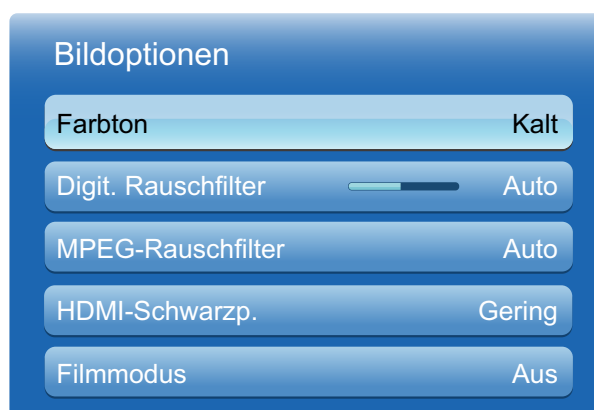 Bildoptionen
Farbton Kalt
Digit. Rauschfilter Auto
MPEG-Rauschfilter Auto
HDMI-Schwarzp. Gering
Filmmodus Aus